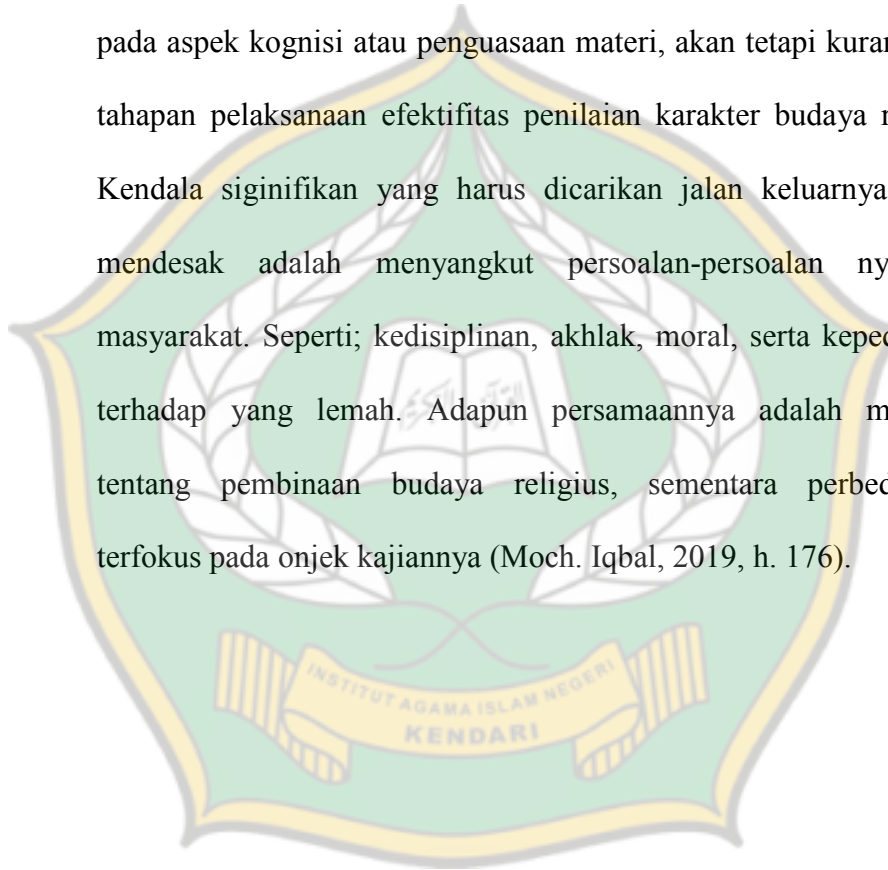 pada aspek kognisi atau penguasaan materi, akan tetapi kurar
tahapan pelaksanaan efektifitas penilaian karakter budaya r
Kendala siginifikan yang harus dicarikan jalan keluarnya
mendesak adalah menyangkut persoalan-persoalan ny
masyarakat. Seperti; kedisiplinan, akhlak, moral, serta keped
terhadap yang lemah. Adapun persamaannya adalah m
tentang pembinaan budaya religius, sementara perbed
terfokus pada onjek kajiannya (Moch. Iqbal, 2019, h. 176).
INSTITUT AGAMA ISLAM NEGERI
KENDARI